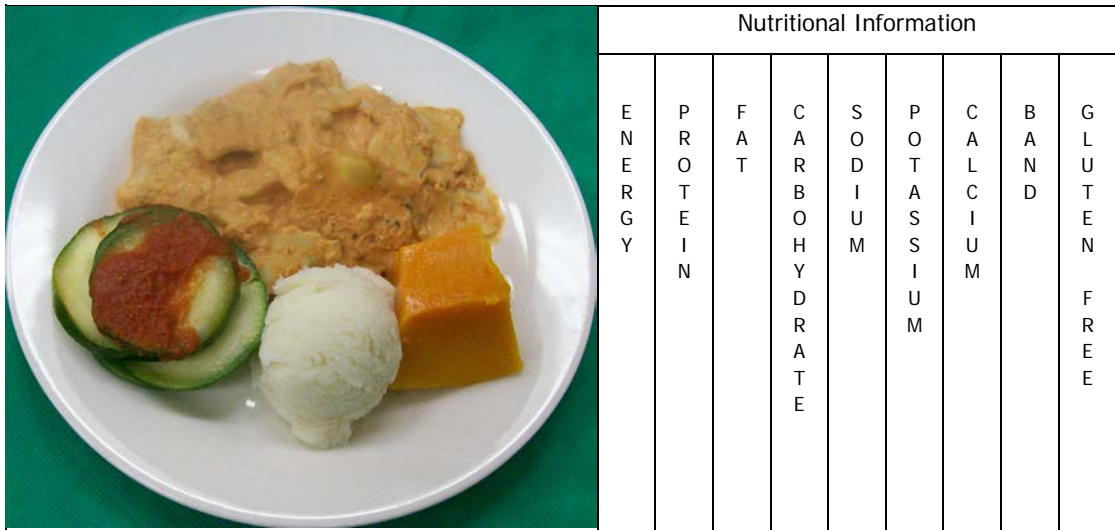 Nutritional Information
ENERGY
PROTEIN
FAT
CARBOHYDRATE
SODIUM
POTASSIUM
CALCIUM
BAND
GLUTEN FREE